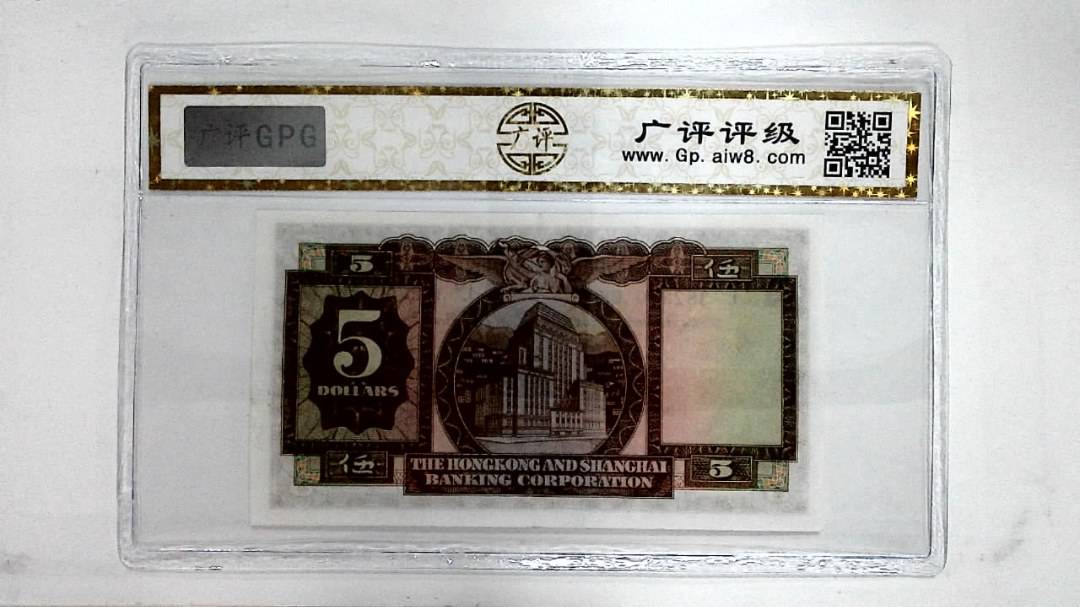 广评GPG
广评
广评评级
www. Gp. aiw8. com
5
伍
5
DOLLARS
伍
THE HONGKONG AND SHANGHAI
BANKING CORPORATION
5